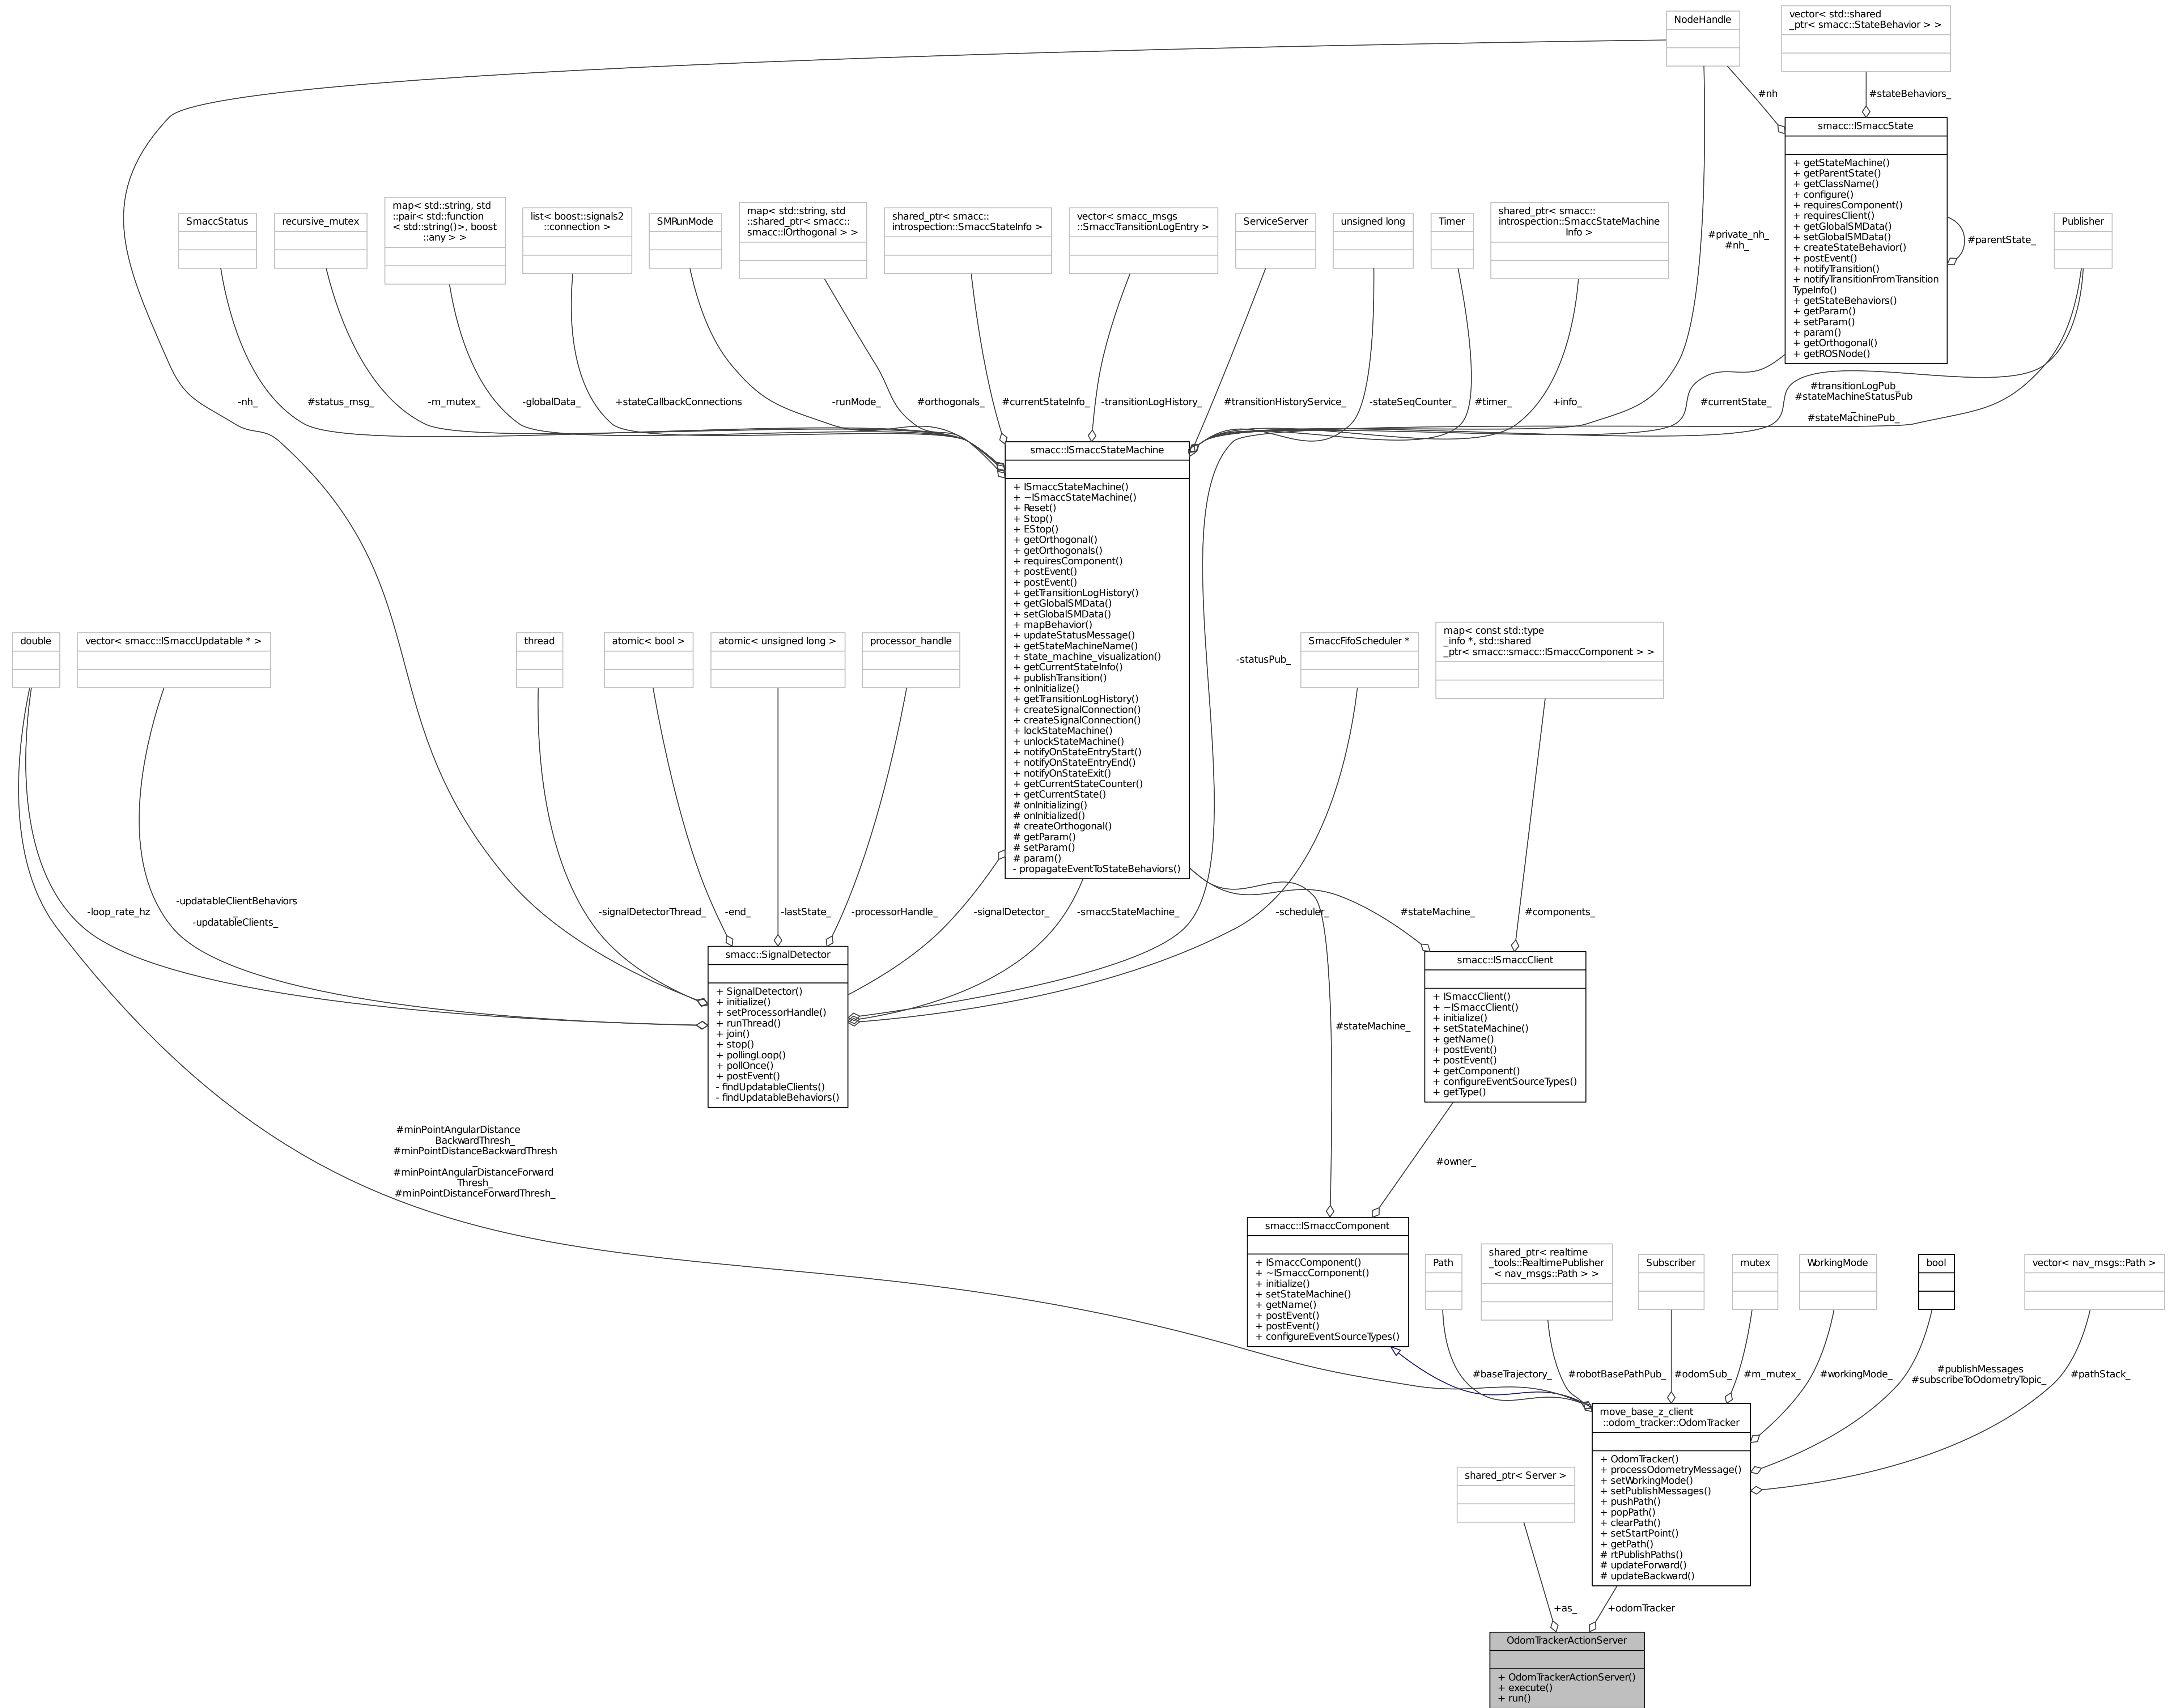 NodeHandle
vector< std::shared
_ptr< smacc::StateBehavior > >
#nh
#stateBehaviors_
smacc::ISmaccState
+ getStateMachine()
+ getParentState()
+ getClassName()
+ configure()
+ requiresComponent()
+ requiresClient()
+ getGlobalSMData()
+ setGlobalSMData()
+ createStateBehavior()
+ postEvent()
+ notifyTransition()
+ notifyTransitionFromTransition
TypeInfo()
+ getStateBehaviors()
+ getParam()
+ setParam()
+ param()
+ getOrthogonal()
+ getROSNode()
#parentState_
#private_nh_
#nh_
SmaccStatus
recursive_mutex
map< std::string, std
::pair< std::function
< std::string()>, boost
::any > >
list< boost::signals2
::connection >
SMRunMode
map< std::string, std
::shared_ptr< smacc::
smacc::IOrthogonal > >
shared_ptr< smacc::
introspection::SmaccStateInfo >
vector< smacc_msgs
::SmaccTransitionLogEntry >
ServiceServer
unsigned long
Timer
shared_ptr< smacc::
introspection::SmaccStateMachine
Info >
Publisher
-nh_
#status_msg_
-m_mutex_
-globalData_
+stateCallbackConnections
-runMode_
#orthogonals_
#currentStateInfo_
-transitionLogHistory_
#transitionHistoryService_
-stateSeqCounter_
#timer_
+info_
#currentState_
#transitionLogPub_
#stateMachineStatusPub
_
#stateMachinePub_
smacc::ISmaccStateMachine
+ ISmaccStateMachine()
+ ~ISmaccStateMachine()
+ Reset()
+ Stop()
+ EStop()
+ getOrthogonal()
+ getOrthogonals()
+ requiresComponent()
+ postEvent()
+ postEvent()
+ getTransitionLogHistory()
+ getGlobalSMData()
+ setGlobalSMData()
+ mapBehavior()
+ updateStatusMessage()
+ getStateMachineName()
+ state_machine_visualization()
+ getCurrentStateInfo()
+ publishTransition()
+ onInitialize()
+ getTransitionLogHistory()
+ createSignalConnection()
+ createSignalConnection()
+ lockStateMachine()
+ unlockStateMachine()
+ notifyOnStateEntryStart()
+ notifyOnStateEntryEnd()
+ notifyOnStateExit()
+ getCurrentStateCounter()
+ getCurrentState()
# onInitializing()
# onInitialized()
# createOrthogonal()
# getParam()
# setParam()
# param()
- propagateEventToStateBehaviors()
double
vector< smacc::ISmaccUpdatable * >
thread
atomic< bool >
atomic< unsigned long >
processor_handle
-statusPub_
SmaccFifoScheduler *
map< const std::type
_info *, std::shared
_ptr< smacc::smacc::ISmaccComponent > >
-loop_rate_hz
-updatableClientBehaviors
_
-updatableClients_
-signalDetectorThread_
-end_
-lastState_
-processorHandle_
-signalDetector_
-smaccStateMachine_
-scheduler_
#stateMachine_
#components_
smacc::SignalDetector
+ SignalDetector()
+ initialize()
+ setProcessorHandle()
+ runThread()
+ join()
+ stop()
+ pollingLoop()
+ pollOnce()
+ postEvent()
- findUpdatableClients()
- findUpdatableBehaviors()
smacc::ISmaccClient
+ ISmaccClient()
+ ~ISmaccClient()
+ initialize()
+ setStateMachine()
+ getName()
+ postEvent()
+ postEvent()
+ getComponent()
+ configureEventSourceTypes()
+ getType()
#stateMachine_
#minPointAngularDistance
BackwardThresh_
#minPointDistanceBackwardThresh
_
#minPointAngularDistanceForward
Thresh_
#minPointDistanceForwardThresh_
#owner_
smacc::ISmaccComponent
+ ISmaccComponent()
+ ~ISmaccComponent()
+ initialize()
+ setStateMachine()
+ getName()
+ postEvent()
+ postEvent()
+ configureEventSourceTypes()
Path
shared_ptr< realtime
_tools::RealtimePublisher
< nav_msgs::Path > >
Subscriber
mutex
WorkingMode
bool
vector< nav_msgs::Path >
#baseTrajectory_
#robotBasePathPub_
#odomSub_
#m_mutex_
#workingMode_
#publishMessages
#subscribeToOdometryTopic_
#pathStack_
move_base_z_client
::odom_tracker::OdomTracker
+ OdomTracker()
+ processOdometryMessage()
+ setWorkingMode()
+ setPublishMessages()
+ pushPath()
+ popPath()
+ clearPath()
+ setStartPoint()
+ getPath()
# rtPublishPaths()
# updateForward()
# updateBackward()
shared_ptr< Server >
+as_
+odomTracker
OdomTrackerActionServer
+ OdomTrackerActionServer()
+ execute()
+ run()